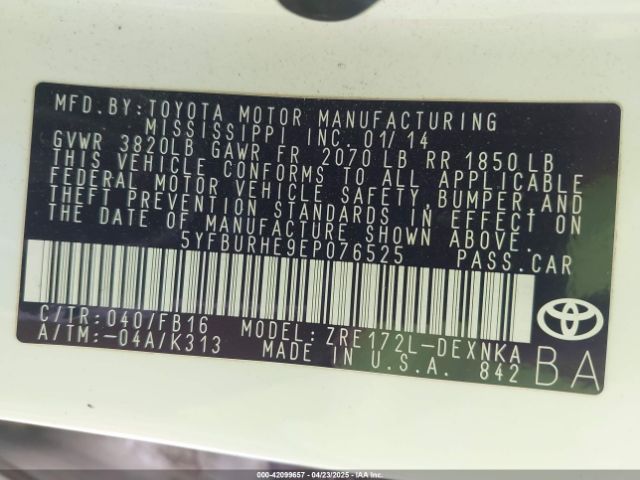 MFD. BY: TOYOTA MOTOR MANUFACTURING
MISSISSIPPI INC. 01/14
GVWR 3820LB GAWR FR 2070 LB RR 1850 LB
THIS VEHICLE CONFORMS TO ALL APPLICABLE
FEDERAL MOTOR VEHICLE SAFETY, BUMPER, AND
THEFT PREVENTION STANDARDS IN EFFECT ON
THE DATE OF MANUFACTURE SHOWN ABOVE.
5YFBURHE9EP076525 PASS.CAR
C/TR: 040/FB16 MODEL: ZRE172L-DEXNKA
A/TM: -04A/K313 MADE IN U.S.A. 842
BA
000-42099657 - 04/23/2025 - IAA Inc.